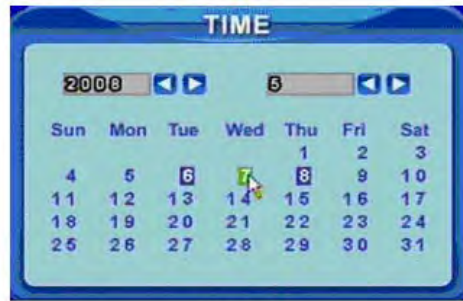 TIME
2008 5
Sun Mon Tue Wed Thu Fri Sat
1 2 3
4 5 6 7 8 9 10
11 12 13 14 15 16 17
18 19 20 21 22 23 24
25 26 27 28 29 30 31